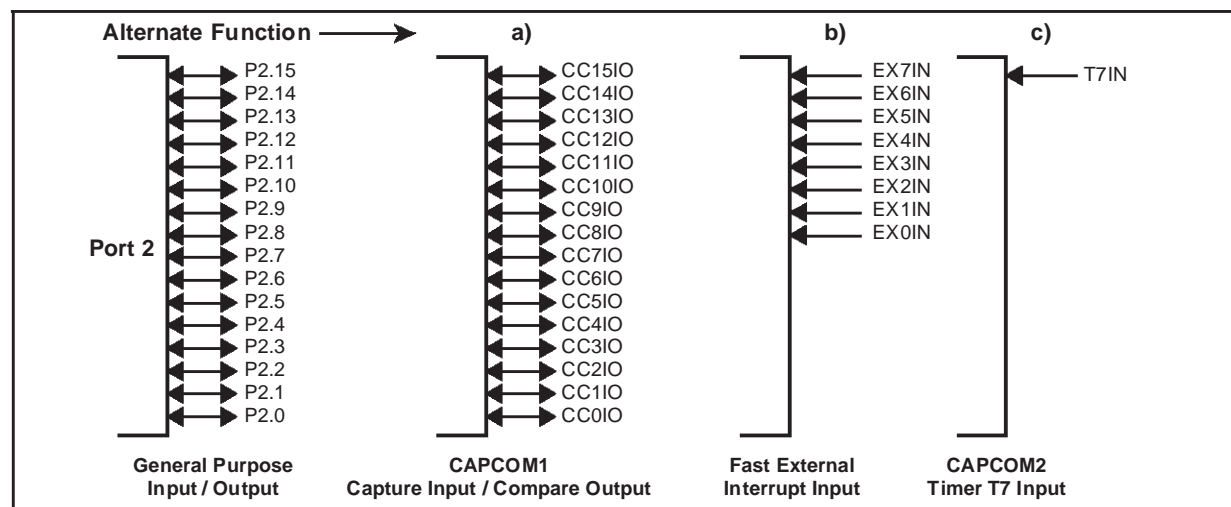 Alternate Function a) b) c)
P2.15 CC15IO EX7IN T7IN
P2.14 CC14IO EX6IN
P2.13 CC13IO EX5IN
P2.12 CC12IO EX4IN
P2.11 CC11IO EX3IN
P2.10 CC10IO EX2IN
P2.9 CC9IO EX1IN
P2.8 CC8IO EX0IN
Port 2
P2.7 CC7IO
P2.6 CC6IO
P2.5 CC5IO
P2.4 CC4IO
P2.3 CC3IO
P2.2 CC2IO
P2.1 CC1IO
P2.0 CC0IO
General Purpose CAPCOM1 Fast External CAPCOM2
Input / Output Capture Input / Compare Output Interrupt Input Timer T7 Input